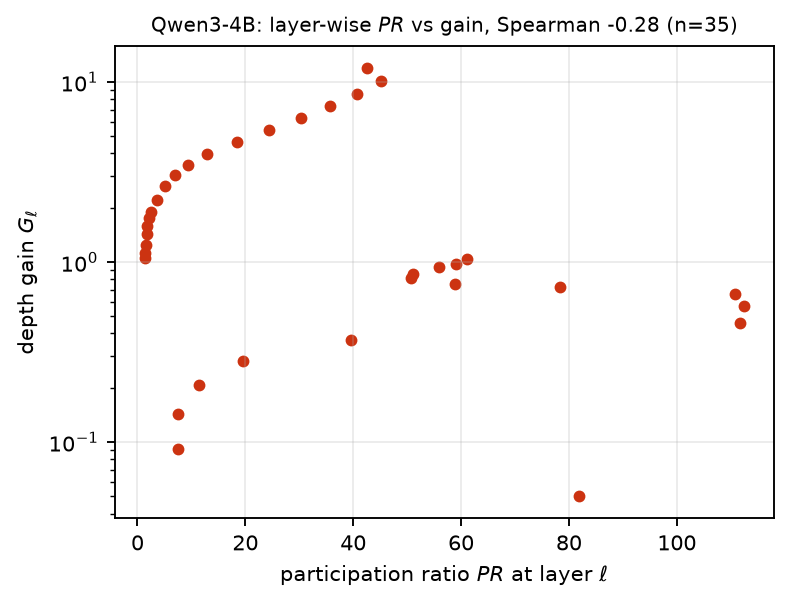 Qwen3-4B: layer-wise PR vs gain, Spearman -0.28 (n=35)
depth gain Gℓ
10¹
10⁰
10⁻¹
0 20 40 60 80 100
participation ratio PR at layer ℓ